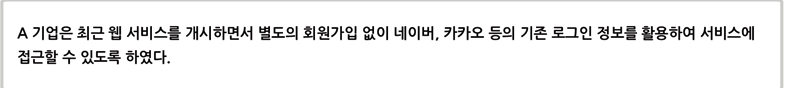 A 기업은 최근 웹 서비스를 개시하면서 별도의 회원가입 없이 네이버, 카카오 등의 기존 로그인 정보를 활용하여 서비스에
접근할 수 있도록 하였다.